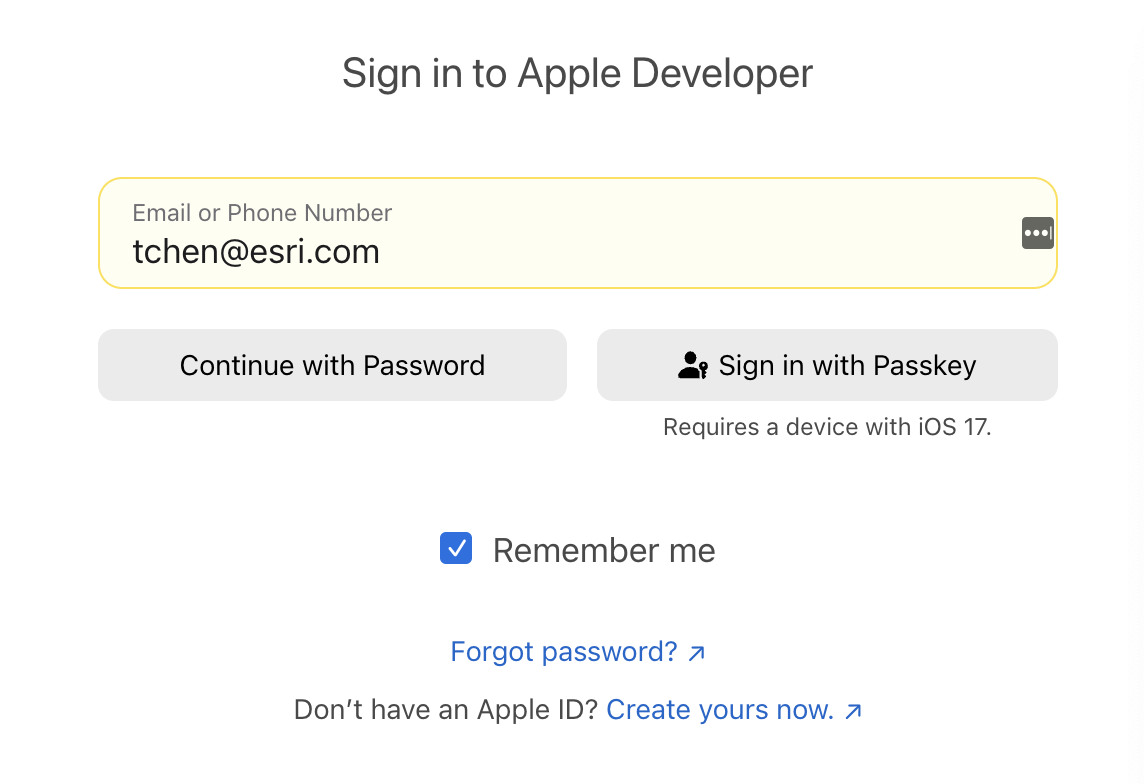 Sign in to Apple Developer
Email or Phone Number
tchen@esri.com
Continue with Password
Sign in with Passkey
Requires a device with iOS 17.
Remember me
Forgot password? ↗
Don’t have an Apple ID? Create yours now. ↗